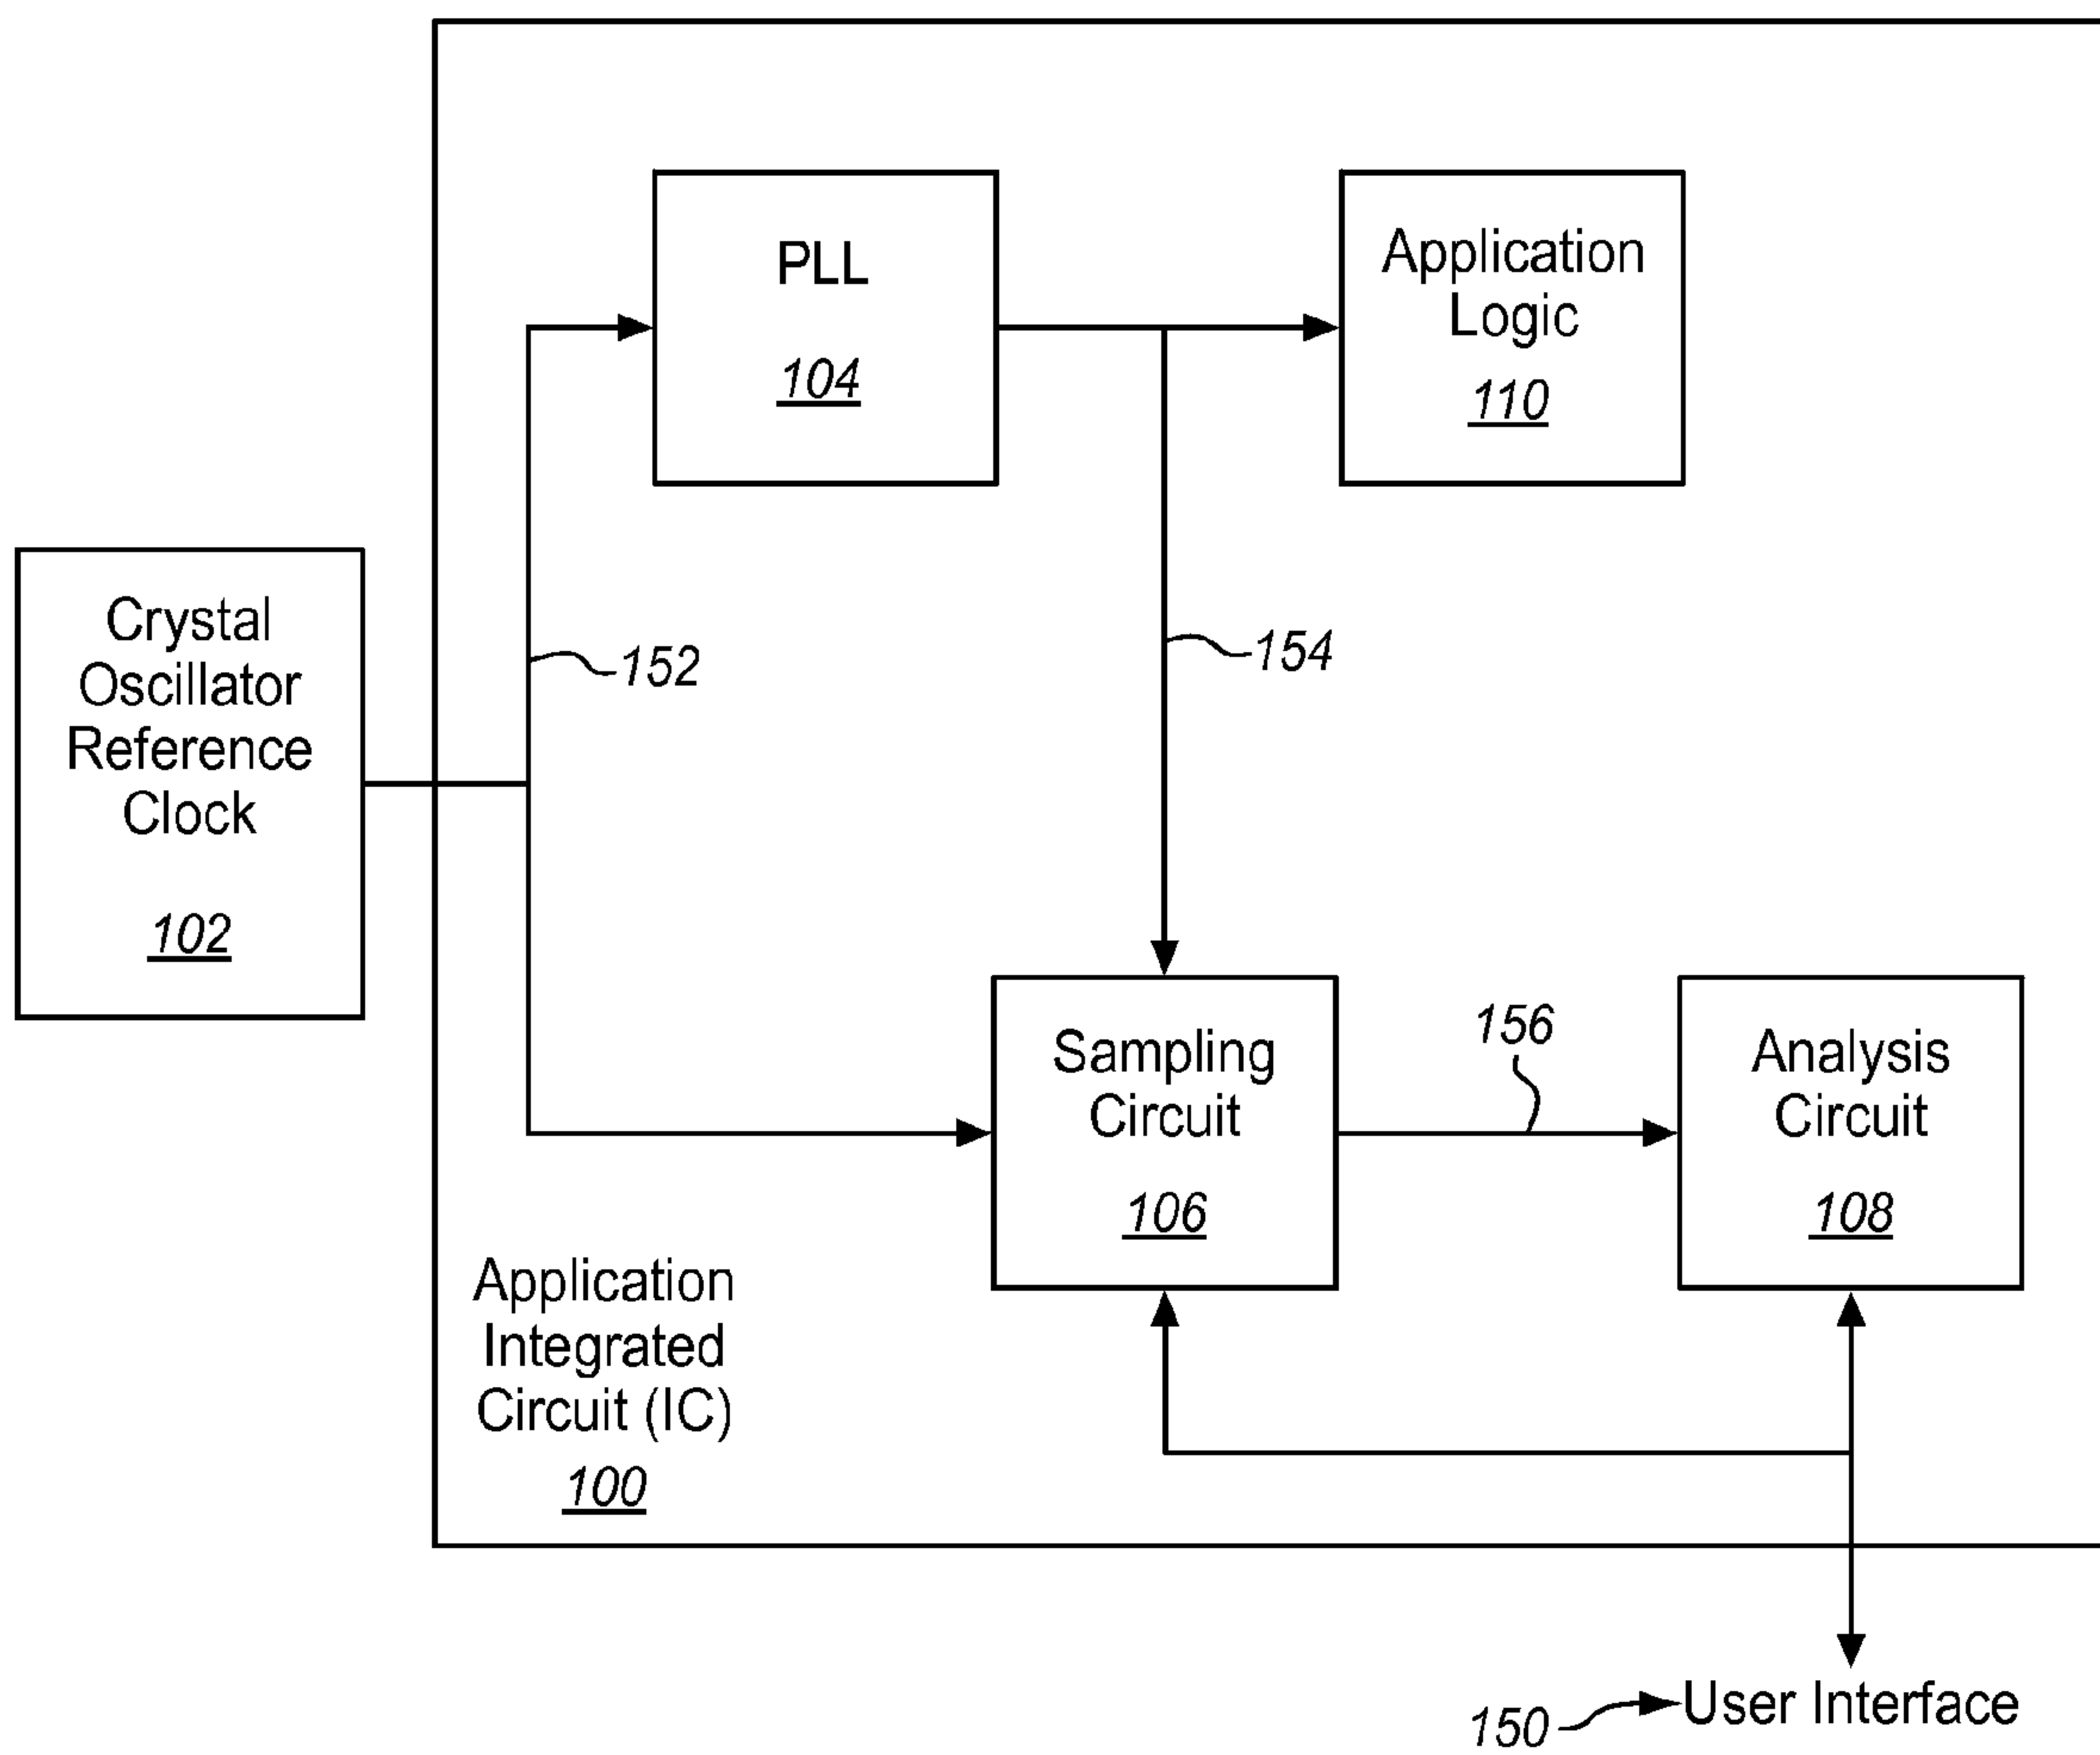 PLL
104
Application
Logic
110
Crystal
Oscillator
Reference
Clock
102
152
154
Sampling
Circuit
106
156
Analysis
Circuit
108
Application
Integrated
Circuit (IC)
100
150
User Interface